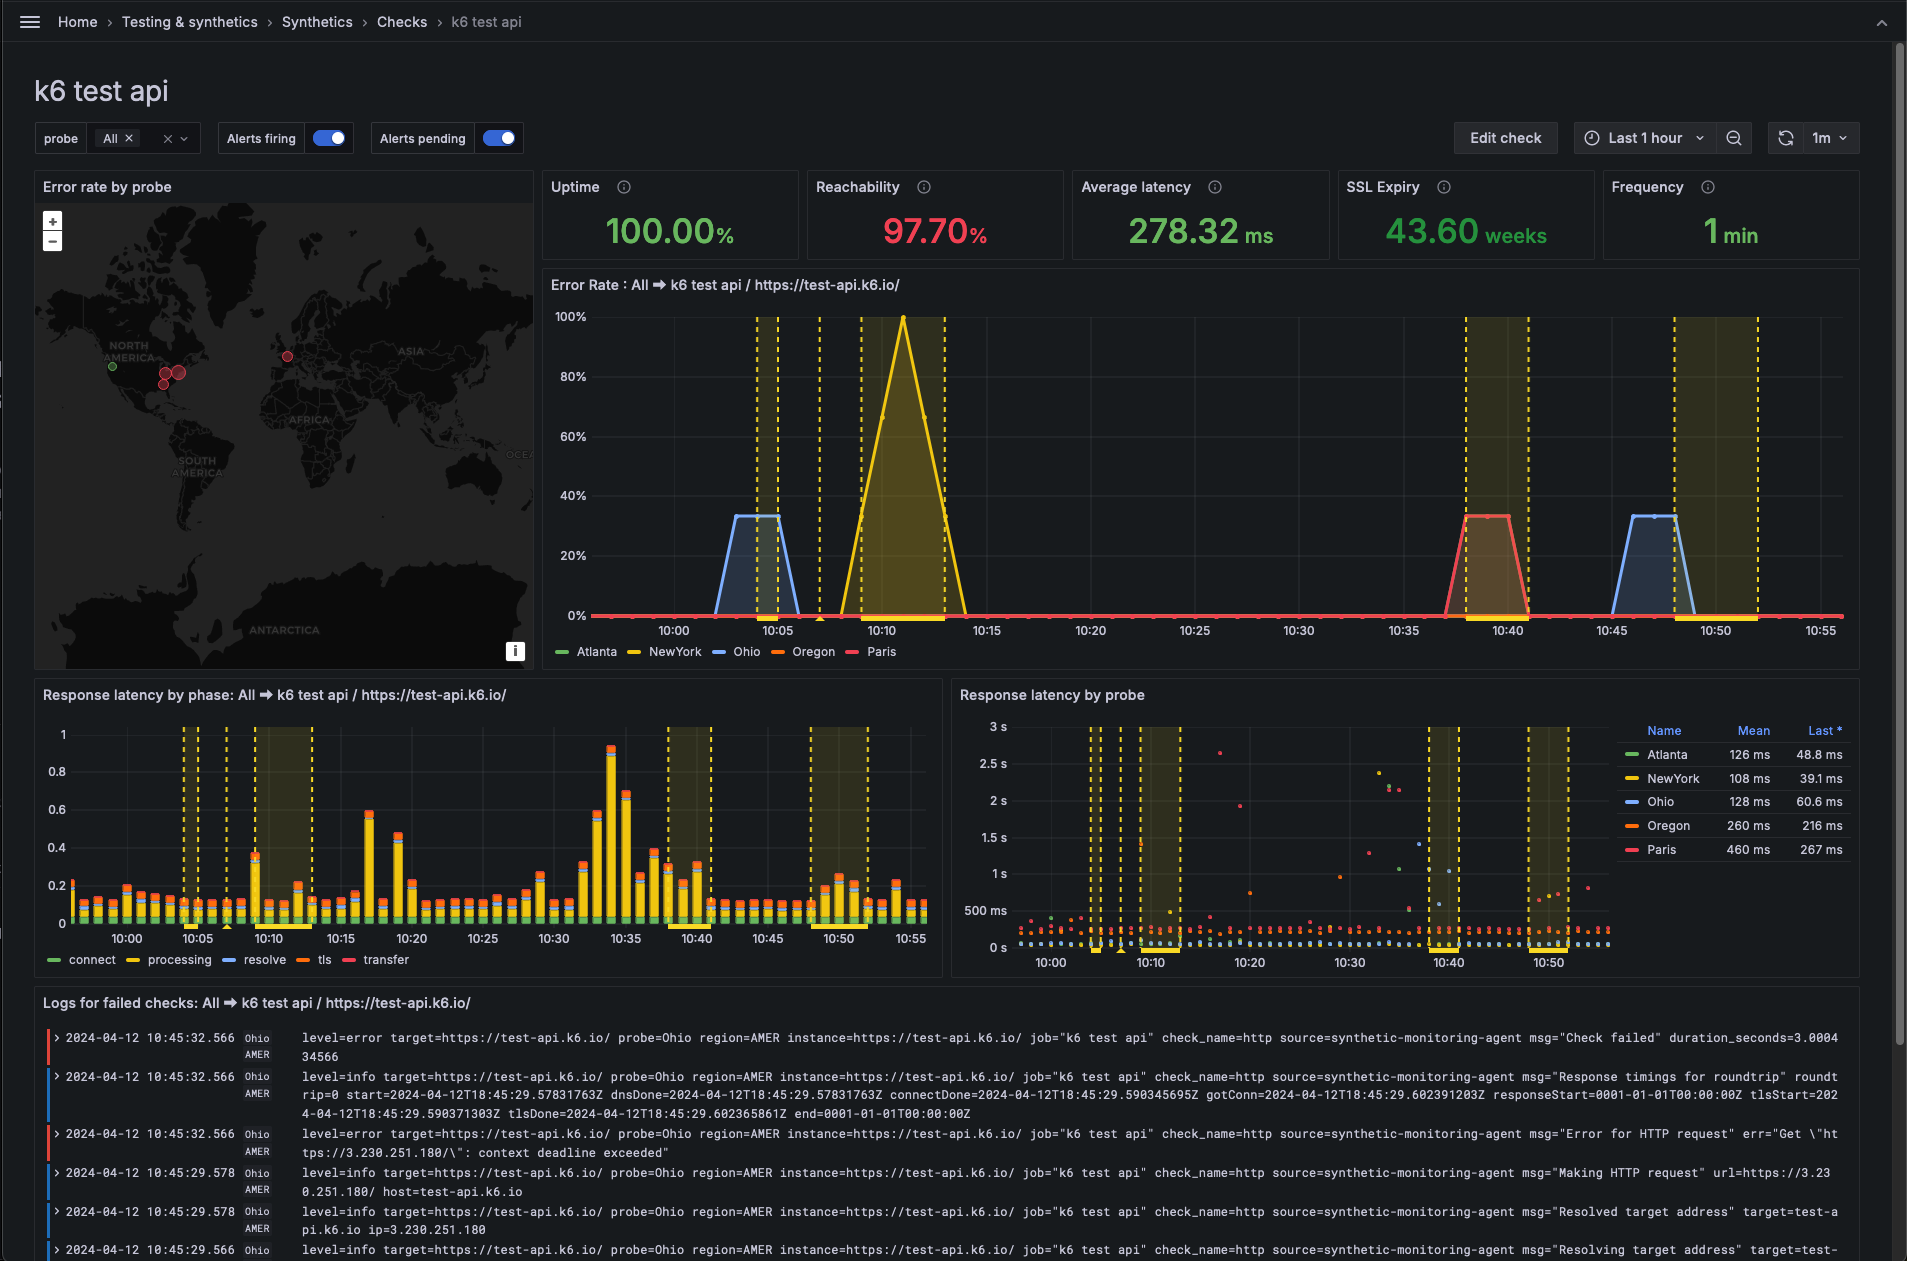 Home › Testing & synthetics › Synthetics › Checks › k6 test api
k6 test api
probe All × × Alerts firing Alerts pending Edit check Last 1 hour 1m
Error rate by probe
+
−
NORTH AMERICA
ASIA
AFRICA
SOUTH AMERICA
OCEA
ANTARCTICA
i
Uptime
100.00%
Reachability
97.70%
Average latency
278.32 ms
SSL Expiry
43.60 weeks
Frequency
1 min
Error Rate : All ➡ k6 test api / https://test-api.k6.io/
100%
80%
60%
40%
20%
0%
10:00 10:05 10:10 10:15 10:20 10:25 10:30 10:35 10:40 10:45 10:50 10:55
Atlanta NewYork Ohio Oregon Paris
Response latency by phase: All ➡ k6 test api / https://test-api.k6.io/
1
0.8
0.6
0.4
0.2
0
10:00 10:05 10:10 10:15 10:20 10:25 10:30 10:35 10:40 10:45 10:50 10:55
connect processing resolve tls transfer
Response latency by probe
3 s
2.5 s
2 s
1.5 s
1 s
500 ms
0 s
10:00 10:10 10:20 10:30 10:40 10:50
Name Mean Last *
Atlanta 126 ms 48.8 ms
NewYork 108 ms 39.1 ms
Ohio 128 ms 60.6 ms
Oregon 260 ms 216 ms
Paris 460 ms 267 ms
Logs for failed checks: All ➡ k6 test api / https://test-api.k6.io/
2024-04-12 10:45:32.566 Ohio level=error target=https://test-api.k6.io/ probe=Ohio region=AMER instance=https://test-api.k6.io/ job="k6 test api" check_name=http source=synthetic-monitoring-agent msg="Check failed" duration_seconds=3.0004
AMER 34566
2024-04-12 10:45:32.566 Ohio level=info target=https://test-api.k6.io/ probe=Ohio region=AMER instance=https://test-api.k6.io/ job="k6 test api" check_name=http source=synthetic-monitoring-agent msg="Response timings for roundtrip" roundt
AMER rip=0 start=2024-04-12T18:45:29.57831763Z dnsDone=2024-04-12T18:45:29.57831763Z connectDone=2024-04-12T18:45:29.590345695Z gotConn=2024-04-12T18:45:29.602391203Z responseStart=0001-01-01T00:00:00Z tlsStart=202
4-04-12T18:45:29.590371303Z tlsDone=2024-04-12T18:45:29.602365861Z end=0001-01-01T00:00:00Z
2024-04-12 10:45:32.566 Ohio level=error target=https://test-api.k6.io/ probe=Ohio region=AMER instance=https://test-api.k6.io/ job="k6 test api" check_name=http source=synthetic-monitoring-agent msg="Error for HTTP request" err="Get \"ht
AMER tps://3.230.251.180/\": context deadline exceeded"
2024-04-12 10:45:29.578 Ohio level=info target=https://test-api.k6.io/ probe=Ohio region=AMER instance=https://test-api.k6.io/ job="k6 test api" check_name=http source=synthetic-monitoring-agent msg="Making HTTP request" url=https://3.23
AMER 0.251.180/ host=test-api.k6.io
2024-04-12 10:45:29.578 Ohio level=info target=https://test-api.k6.io/ probe=Ohio region=AMER instance=https://test-api.k6.io/ job="k6 test api" check_name=http source=synthetic-monitoring-agent msg="Resolved target address" target=test-a
AMER pi.k6.io ip=3.230.251.180
2024-04-12 10:45:29.566 Ohio level=info target=https://test-api.k6.io/ probe=Ohio region=AMER instance=https://test-api.k6.io/ job="k6 test api" check_name=http source=synthetic-monitoring-agent msg="Resolving target address" target=test-